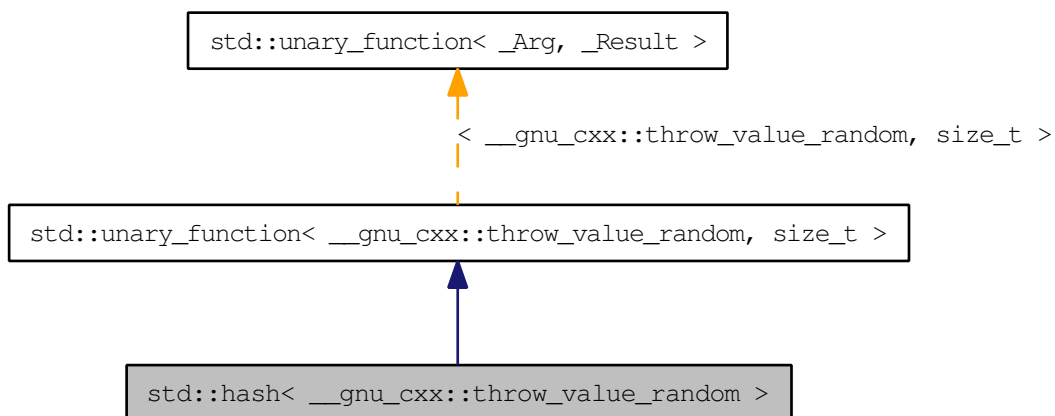 std::unary_function< _Arg, _Result >
< __gnu_cxx::throw_value_random, size_t >
std::unary_function< __gnu_cxx::throw_value_random, size_t >
std::hash< __gnu_cxx::throw_value_random >